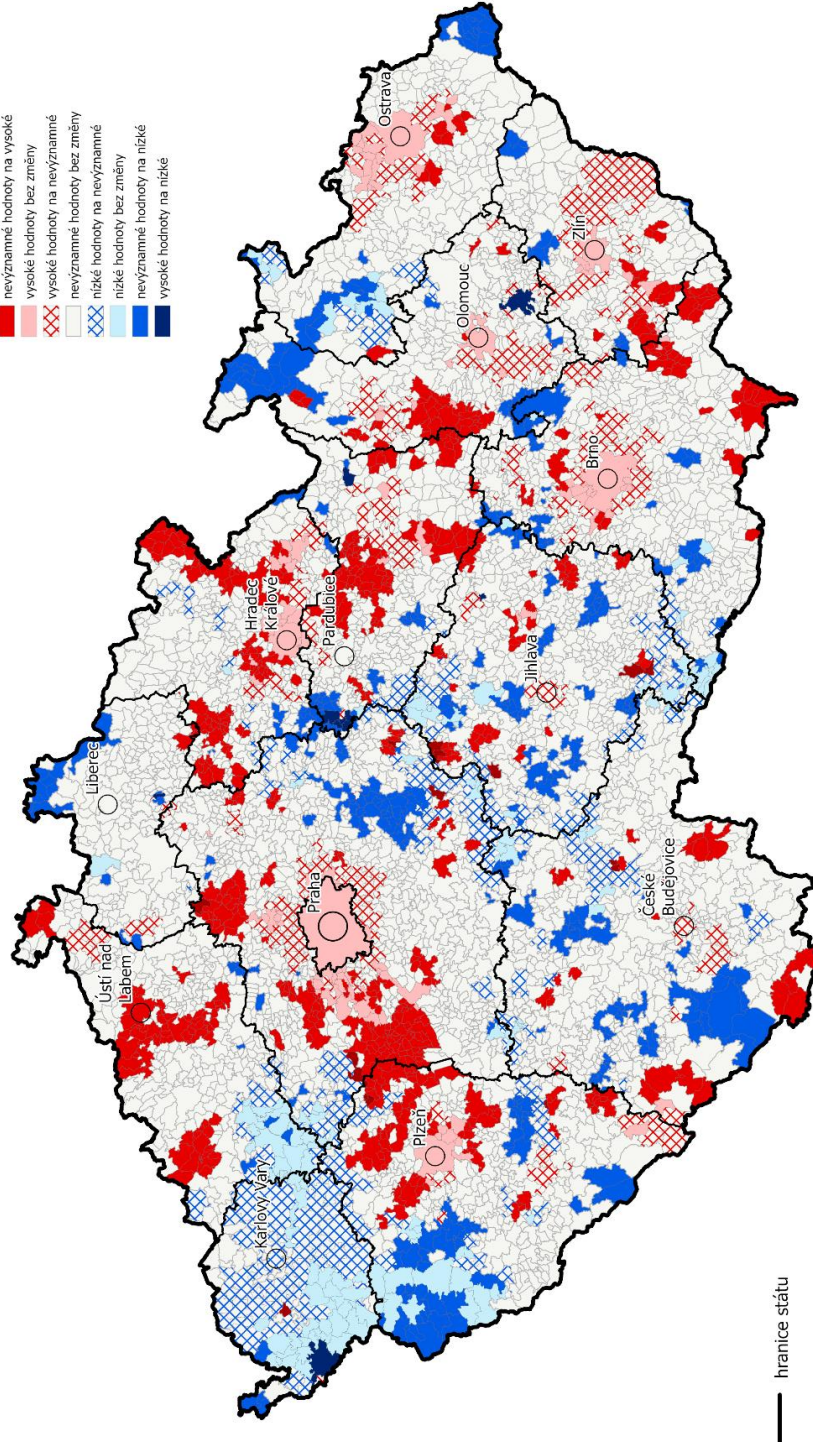 nevýznamné hodnoty na vysoké
vysoké hodnoty bez změny
vysoké hodnoty na nevýznamné
nevýznamné hodnoty bez změny
nízké hodnoty na nevýznamné
nízké hodnoty bez změny
nevýznamné hodnoty na nízké
vysoké hodnoty na nízké
Ústí nad
Labem
Liberec
Karlovy Vary
Praha
Hradec
Králové
Pardubice
Plzeň
Olomouc
Ostrava
České
Budějovice
Jihlava
Brno
Zlín
hranice státu